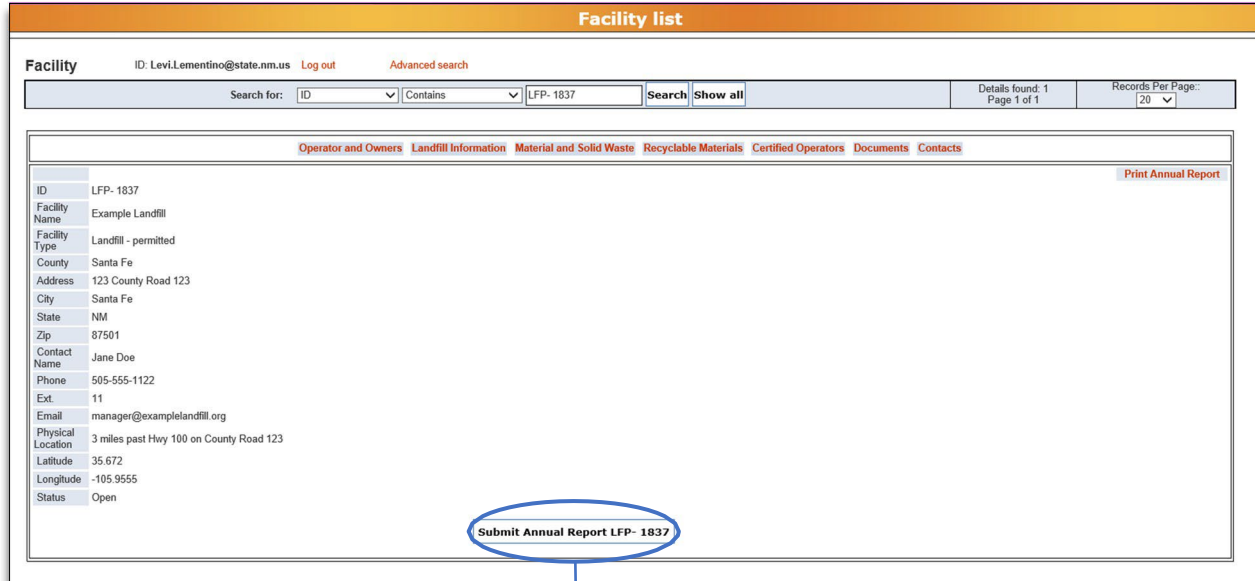 Facility list
Facility ID: Levi.Lementino@state.nm.us Log out Advanced search
Search for: ID Contains LFP- 1837 Search Show all Details found: 1 Page 1 of 1 Records Per Page:: 20
Operator and Owners Landfill Information Material and Solid Waste Recyclable Materials Certified Operators Documents Contacts
Print Annual Report
ID LFP- 1837
Facility Name Example Landfill
Facility Type Landfill - permitted
County Santa Fe
Address 123 County Road 123
City Santa Fe
State NM
Zip 87501
Contact Name Jane Doe
Phone 505-555-1122
Ext. 11
Email manager@examplelandfill.org
Physical Location 3 miles past Hwy 100 on County Road 123
Latitude 35.672
Longitude -105.9555
Status Open
Submit Annual Report LFP- 1837